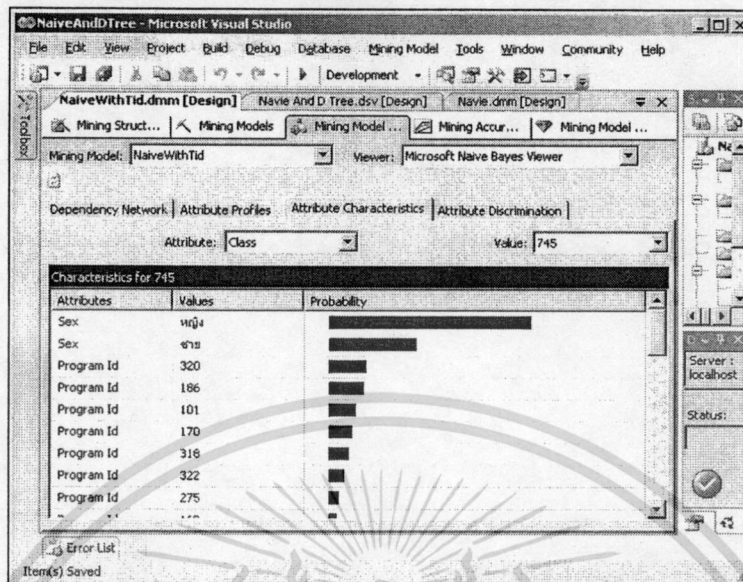 NaiveAndDTree - Microsoft Visual Studio
File Edit View Project Build Debug Database Mining Model Tools Window Community Help
Development
Toolbox
NaiveWithTid.dmm [Design] Navie And D Tree.dsv [Design] Navie.dmm [Design]
Mining Struct... Mining Models Mining Model ... Mining Accur... Mining Model ...
Mining Model: NaiveWithTid Viewer: Microsoft Naive Bayes Viewer
Dependency Network Attribute Profiles Attribute Characteristics Attribute Discrimination
Attribute: Class Value: 745
Characteristics for 745
Attributes Values Probability
Sex หญิง
Sex ชาย
Program Id 320
Program Id 186
Program Id 101
Program Id 170
Program Id 318
Program Id 322
Program Id 275
Program Id
Server :
localhost
Status:
Error List
Item(s) Saved